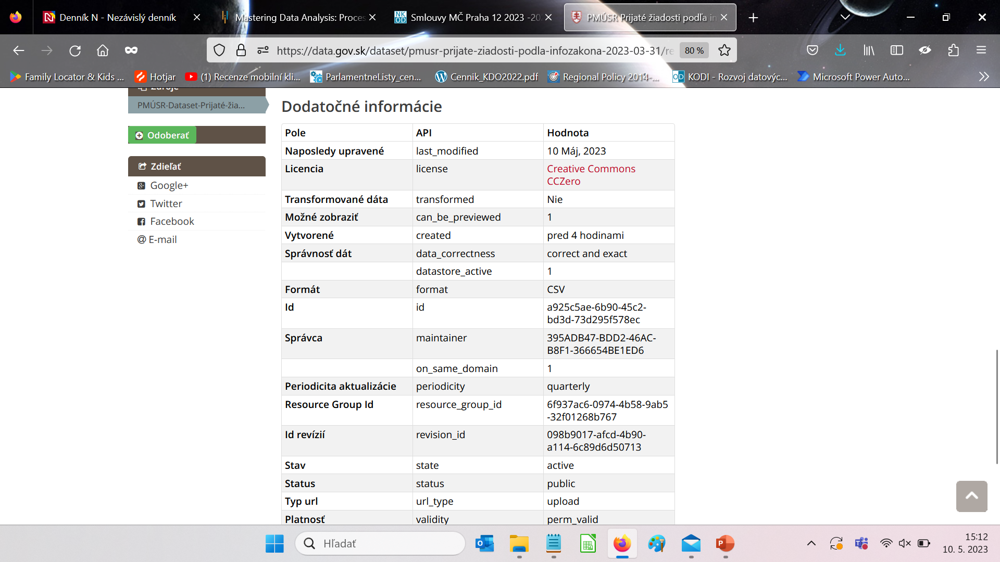 Denník N - Nezávislý denník
Mastering Data Analysis: Proces
Smlouvy MČ Praha 12 2023 -20
PMÚSR Prijaté žiadosti podľa in
https://data.gov.sk/dataset/pmusr-prijate-ziadosti-podla-infozakona-2023-03-31/re
80 %
Family Locator & Kids ...
Hotjar
(1) Recenze mobilní kli...
ParlamentneListy_cen...
Cennik_KDO2022.pdf
Regional Policy 2014-...
KODI - Rozvoj datovýc...
Microsoft Power Auto...
Zdroje
PMÚSR-Dataset-Prijaté-žia...
Odoberať
Zdieľať
Google+
Twitter
Facebook
E-mail
Dodatočné informácie
Pole API Hodnota
Naposledy upravené last_modified 10 Máj, 2023
Licencia license Creative Commons
CCZero
Transformované dáta transformed Nie
Možné zobraziť can_be_previewed 1
Vytvorené created pred 4 hodinami
Správnosť dát data_correctness correct and exact
datastore_active 1
Formát format CSV
Id id a925c5ae-6b90-45c2-
bd3d-73d295f578ec
Správca maintainer 395ADB47-BDD2-46AC-
B8F1-366654BE1ED6
on_same_domain 1
Periodicita aktualizácie periodicity quarterly
Resource Group Id resource_group_id 6f937ac6-0974-4b58-9ab5
-32f01268b767
Id revízií revision_id 098b9017-afcd-4b90-
a114-6c89d6d50713
Stav state active
Status status public
Typ url url_type upload
Platnosť validity perm_valid
Hľadať
15:12
10. 5. 2023